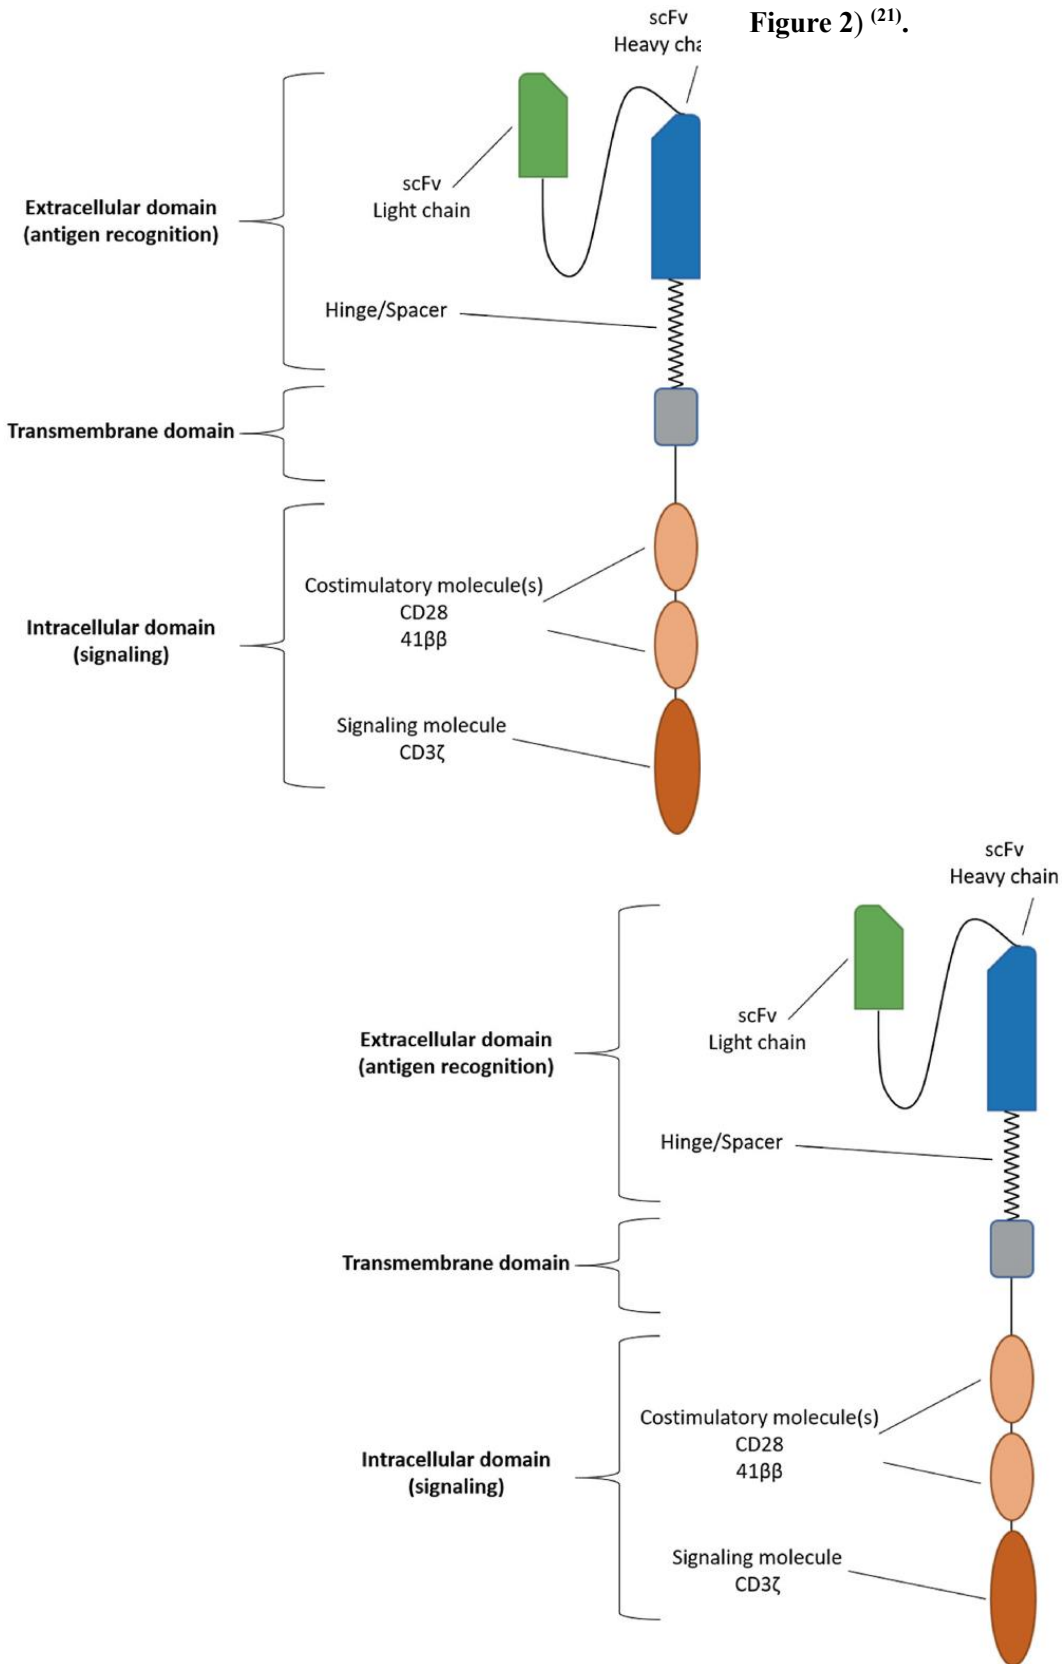 Figure 2) (21).
scFv
Heavy cha
scFv
Light chain
Extracellular domain
(antigen recognition)
Hinge/Spacer
Transmembrane domain
Costimulatory molecule(s)
CD28
41ββ
Intracellular domain
(signaling)
Signaling molecule
CD3ζ
scFv
Heavy chain
scFv
Light chain
Extracellular domain
(antigen recognition)
Hinge/Spacer
Transmembrane domain
Costimulatory molecule(s)
CD28
41ββ
Intracellular domain
(signaling)
Signaling molecule
CD3ζ